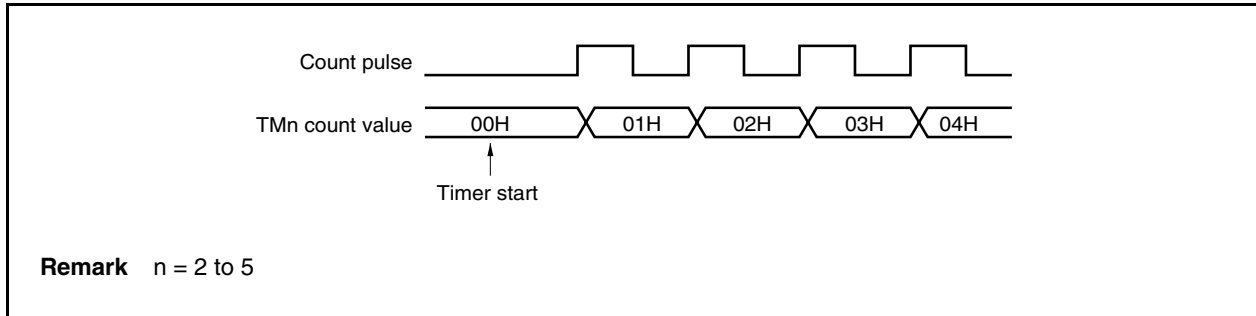 Count pulse
TMn count value 00H 01H 02H 03H 04H
Timer start
Remark n = 2 to 5